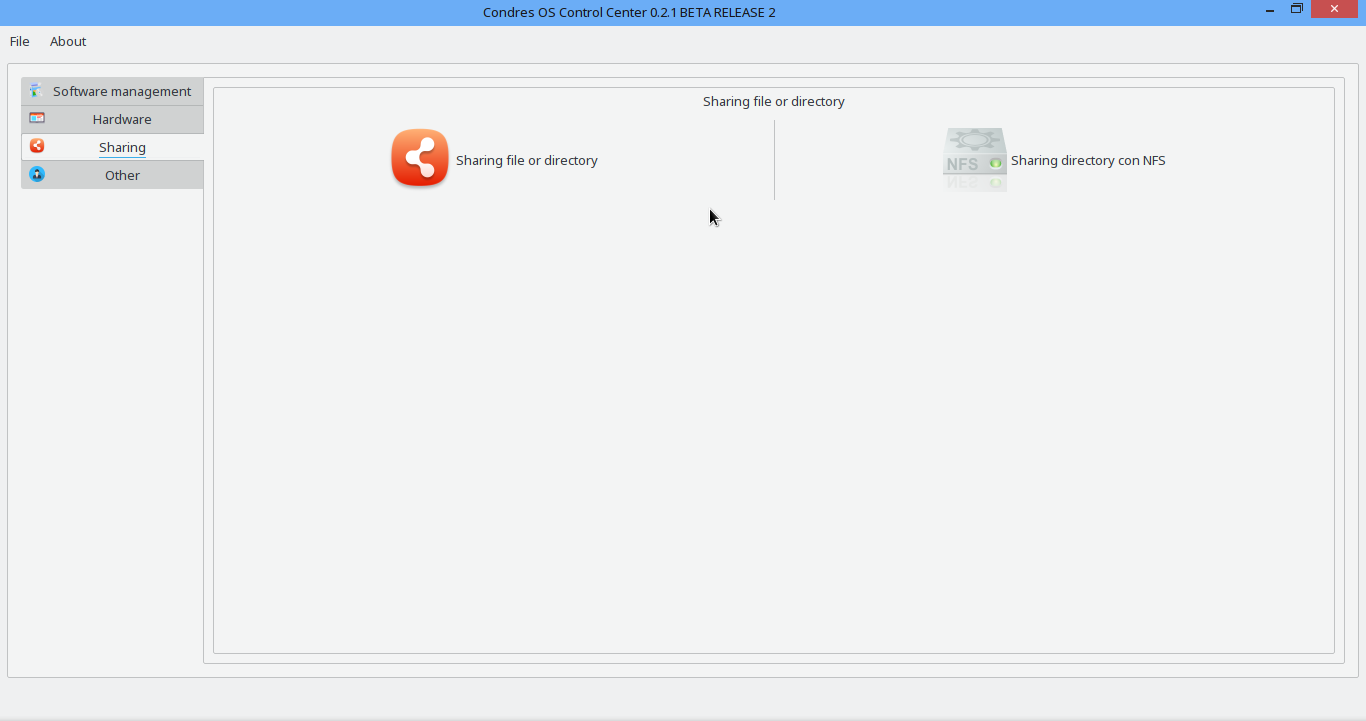 Condres OS Control Center 0.2.1 BETA RELEASE 2
File About
Software management
Hardware
Sharing
Other
Sharing file or directory
Sharing file or directory
NFS
Sharing directory con NFS